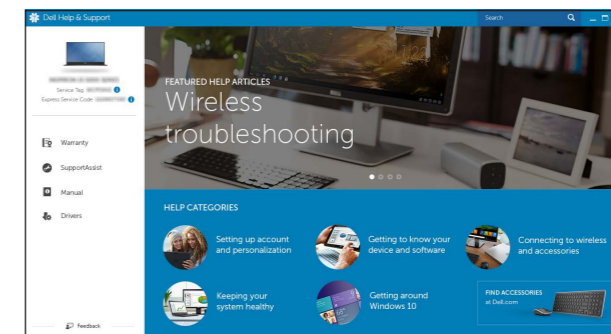 Dell Help & Support
Search
Service Tag:
Express Service Code:
Warranty
SupportAssist
Manual
Drivers
Feedback
FEATURED HELP ARTICLES
Wireless
troubleshooting
HELP CATEGORIES
Setting up account
and personalization
Getting to know your
device and software
Connecting to wireless
and accessories
Keeping your
system healthy
Getting around
Windows 10
FIND ACCESSORIES
at Dell.com